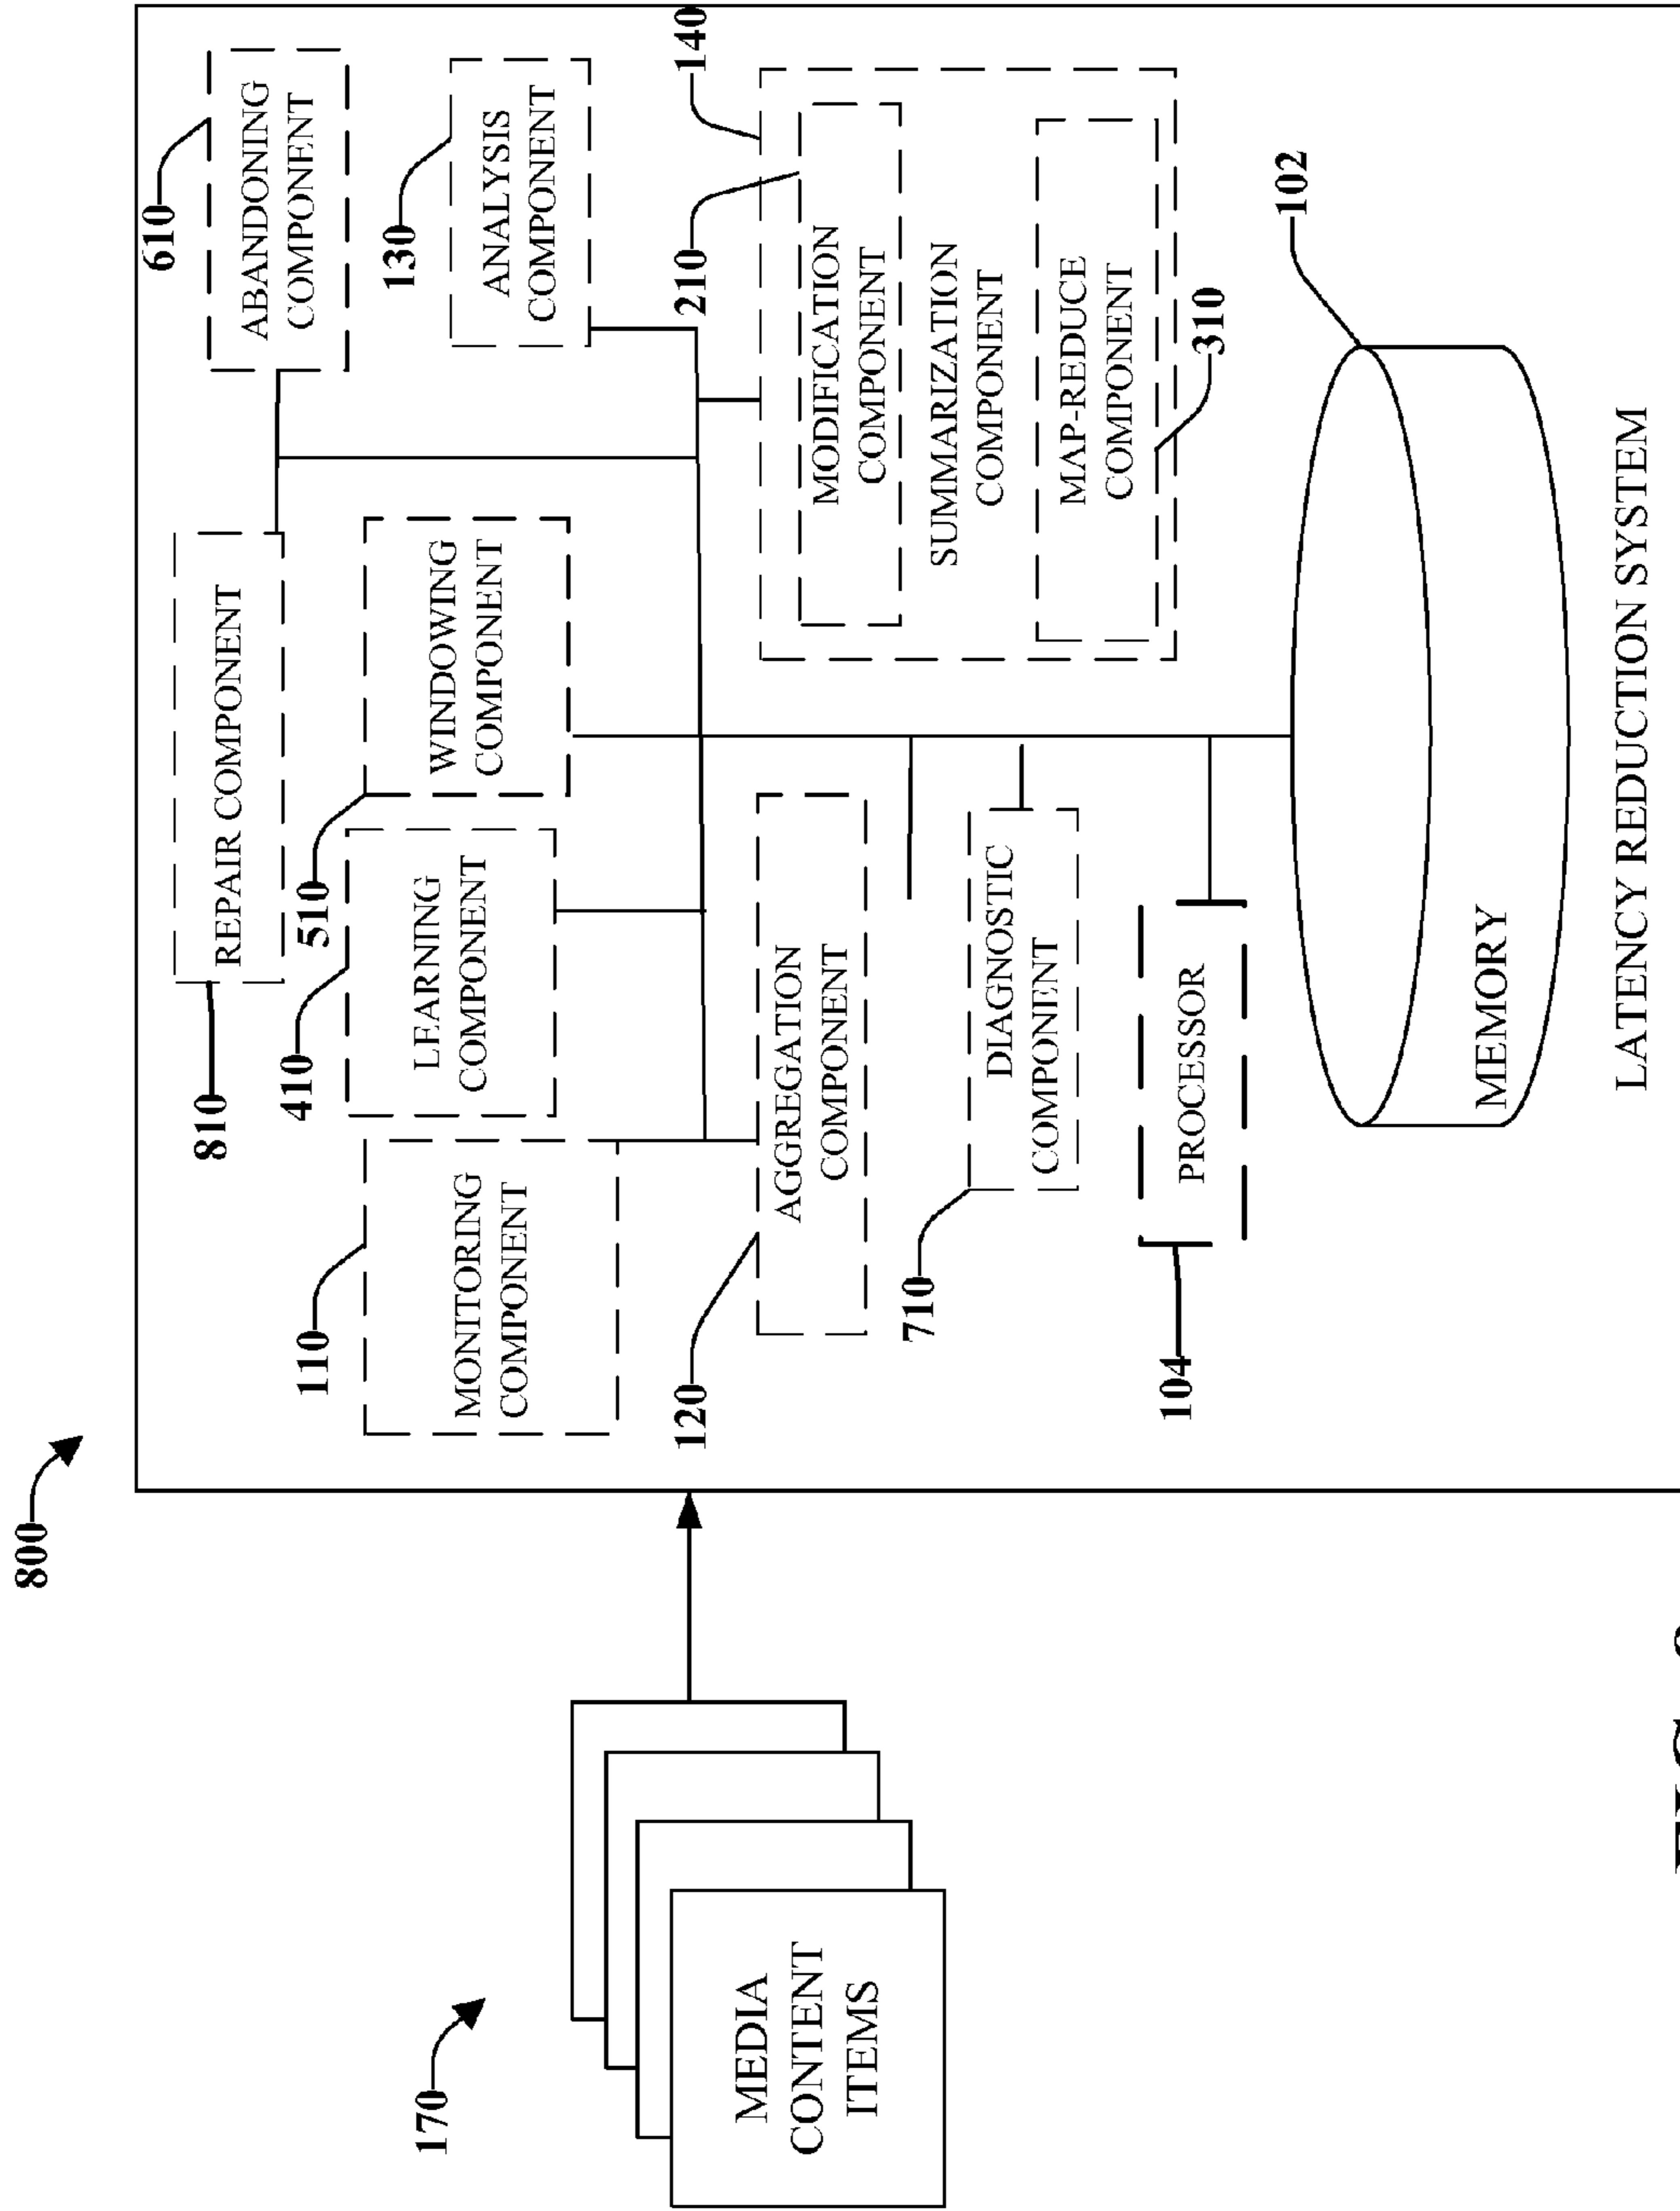 800
170
MEDIA
CONTENT
ITEMS
810
REPAIR COMPONENT
610
ABANDONING
COMPONENT
110
MONITORING
COMPONENT
410
LEARNING
COMPONENT
510
WINDOWING
COMPONENT
130
ANALYSIS
COMPONENT
120
AGGREGATION
COMPONENT
210
140
MODIFICATION
COMPONENT
SUMMARIZATION
COMPONENT
MAP-REDUCE
COMPONENT
310
710
DIAGNOSTIC
COMPONENT
104
PROCESSOR
102
MEMORY
LATENCY REDUCTION SYSTEM